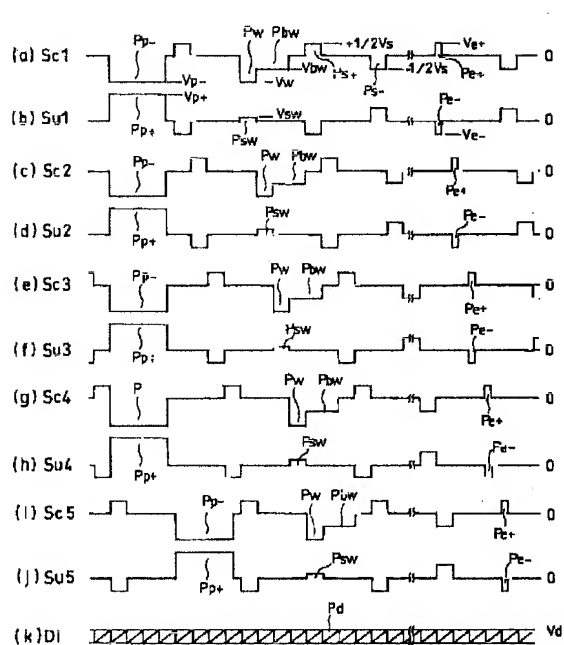 Pp- Pw Pbw +1/2Vs Ve+
(a) Sc1 0
Vbw Ps+ -1/2Vs Pe+
Vp- Vw Ps-
Vp+ Pe-
(b) Su1 Vsw 0
Pp+ Psw Ve-
Pp- Pw Pbw
(c) Sc2 0
Pe+
Psw Pe-
(d) Su2 0
Pp+
Pp- Pw Pbw
(e) Sc3 0
Pe+
Psw Pe-
(f) Su3 0
P Pw Pbw
(g) Sc4 0
Pe+
Psw
(h) Su4 0
Pp+
Pp- Pw
(i) Sc5 0
Pe+
Psw Pe-
(j) Su5 0
Pp+
Pd
(k) Di Vd